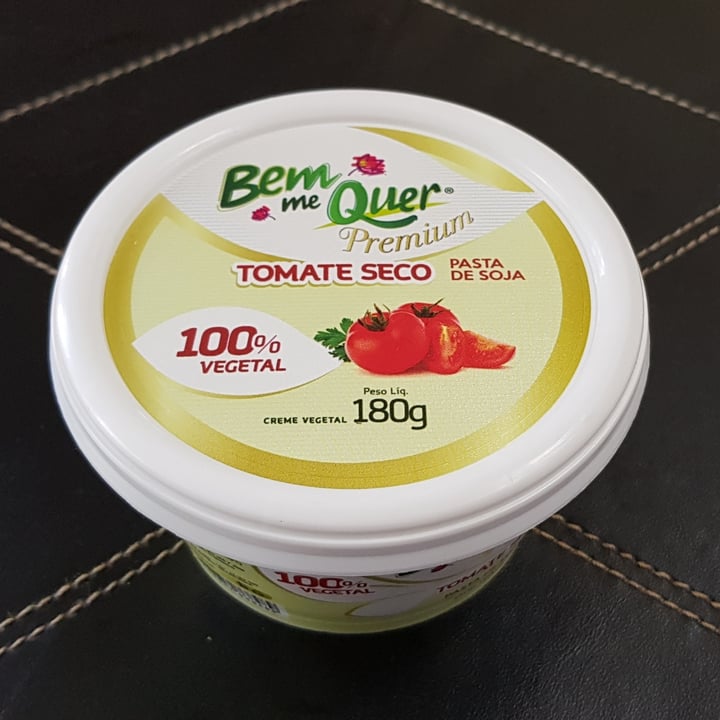 Bem
me Quer®
Premium
TOMATE SECO PASTA
DE SOJA
100%
VEGETAL
Peso Líq.
CREME VEGETAL 180g
100%
VEGETAL
TOMATE